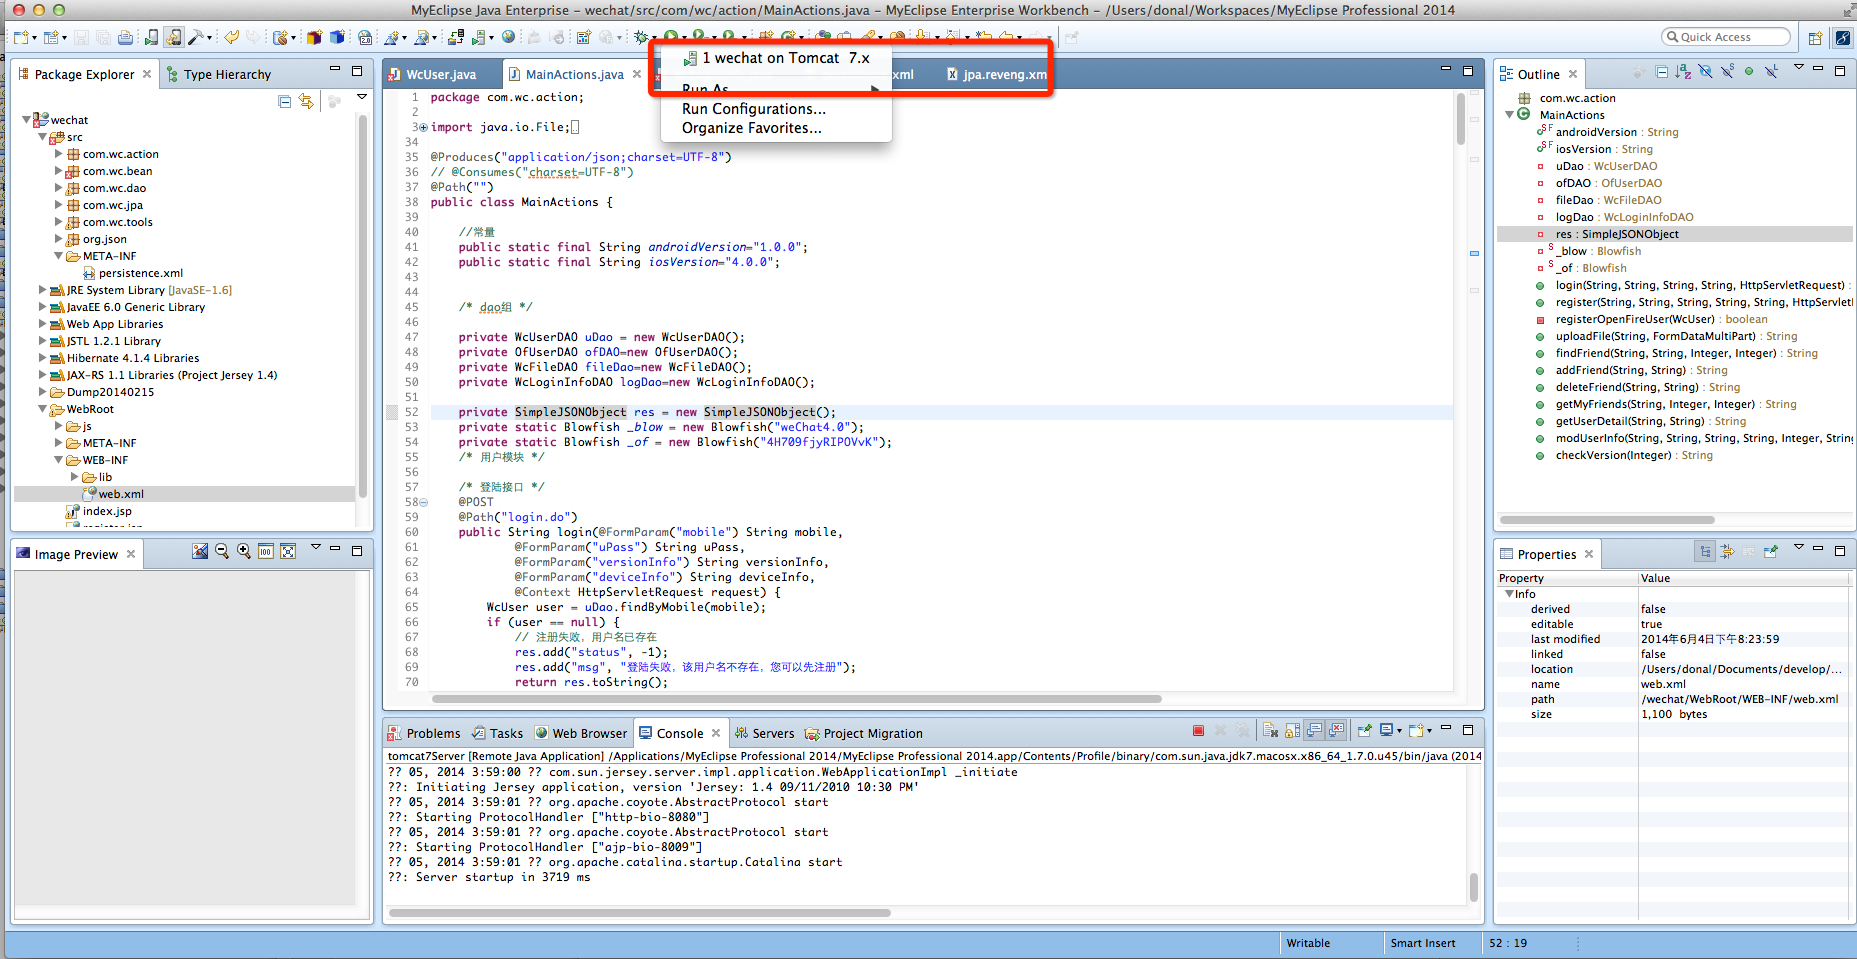 MyEclipse Java Enterprise – wechat/src/com/wc/action/MainActions.java – MyEclipse Enterprise Workbench – /Users/donal/Workspaces/MyEclipse Professional 2014
Quick Access
Package Explorer
Type Hierarchy
wechat
src
com.wc.action
com.wc.bean
com.wc.dao
com.wc.jpa
com.wc.tools
org.json
META-INF
persistence.xml
JRE System Library [JavaSE-1.6]
JavaEE 6.0 Generic Library
Web App Libraries
JSTL 1.2.1 Library
Hibernate 4.1.4 Libraries
JAX-RS 1.1 Libraries (Project Jersey 1.4)
Dump20140215
WebRoot
js
META-INF
WEB-INF
lib
web.xml
index.jsp
Image Preview
WcUser.java
MainActions.java
xml
jpa.reveng.xm
1 wechat on Tomcat 7.x
Run As
Run Configurations...
Organize Favorites...
1 package com.wc.action;
2
3 import java.io.File;
34
35 @Produces("application/json;charset=UTF-8")
36 // @Consumes("charset=UTF-8")
37 @Path("")
38 public class MainActions {
39
40 //常量
41 public static final String androidVersion="1.0.0";
42 public static final String iosVersion="4.0.0";
43
44
45 /* dao组 */
46
47 private WcUserDAO uDao = new WcUserDAO();
48 private OfUserDAO ofDAO=new OfUserDAO();
49 private WcFileDAO fileDao=new WcFileDAO();
50 private WcLoginInfoDAO logDao=new WcLoginInfoDAO();
51
52 private SimpleJSONObject res = new SimpleJSONObject();
53 private static Blowfish _blow = new Blowfish("weChat4.0");
54 private static Blowfish _of = new Blowfish("4H709fjyRIPOVvK");
55 /* 用户模块 */
56
57 /* 登陆接口 */
58 @POST
59 @Path("login.do")
60 public String login(@FormParam("mobile") String mobile,
61 @FormParam("uPass") String uPass,
62 @FormParam("versionInfo") String versionInfo,
63 @FormParam("deviceInfo") String deviceInfo,
64 @Context HttpServletRequest request) {
65 WcUser user = uDao.findByMobile(mobile);
66 if (user == null) {
67 // 注册失败，用户名已存在
68 res.add("status", -1);
69 res.add("msg", "登陆失败，该用户名不存在，您可以先注册");
70 return res.toString();
Problems
Tasks
Web Browser
Console
Servers
Project Migration
tomcat7Server [Remote Java Application] /Applications/MyEclipse Professional 2014/MyEclipse Professional 2014.app/Contents/Profile/binary/com.sun.java.jdk7.macosx.x86_64_1.7.0.u45/bin/java (2014
?? 05, 2014 3:59:00 ?? com.sun.jersey.server.impl.application.WebApplicationImpl _initiate
??: Initiating Jersey application, version 'Jersey: 1.4 09/11/2010 10:30 PM'
?? 05, 2014 3:59:01 ?? org.apache.coyote.AbstractProtocol start
??: Starting ProtocolHandler ["http-bio-8080"]
?? 05, 2014 3:59:01 ?? org.apache.coyote.AbstractProtocol start
??: Starting ProtocolHandler ["ajp-bio-8009"]
?? 05, 2014 3:59:01 ?? org.apache.catalina.startup.Catalina start
??: Server startup in 3719 ms
Outline
com.wc.action
MainActions
androidVersion : String
iosVersion : String
uDao : WcUserDAO
ofDAO : OfUserDAO
fileDao : WcFileDAO
logDao : WcLoginInfoDAO
res : SimpleJSONObject
_blow : Blowfish
_of : Blowfish
login(String, String, String, String, HttpServletRequest) :
register(String, String, String, String, String, HttpServletI
registerOpenFireUser(WcUser) : boolean
uploadFile(String, FormDataMultiPart) : String
findFriend(String, String, Integer, Integer) : String
addFriend(String, String) : String
deleteFriend(String, String) : String
getMyFriends(String, Integer, Integer) : String
getUserDetail(String, String) : String
modUserInfo(String, String, String, String, Integer, String
checkVersion(Integer) : String
Properties
Property Value
Info
derived false
editable true
last modified 2014年6月4日下午8:23:59
linked false
location /Users/donal/Documents/develop/...
name web.xml
path /wechat/WebRoot/WEB-INF/web.xml
size 1,100 bytes
Writable
Smart Insert
52 : 19